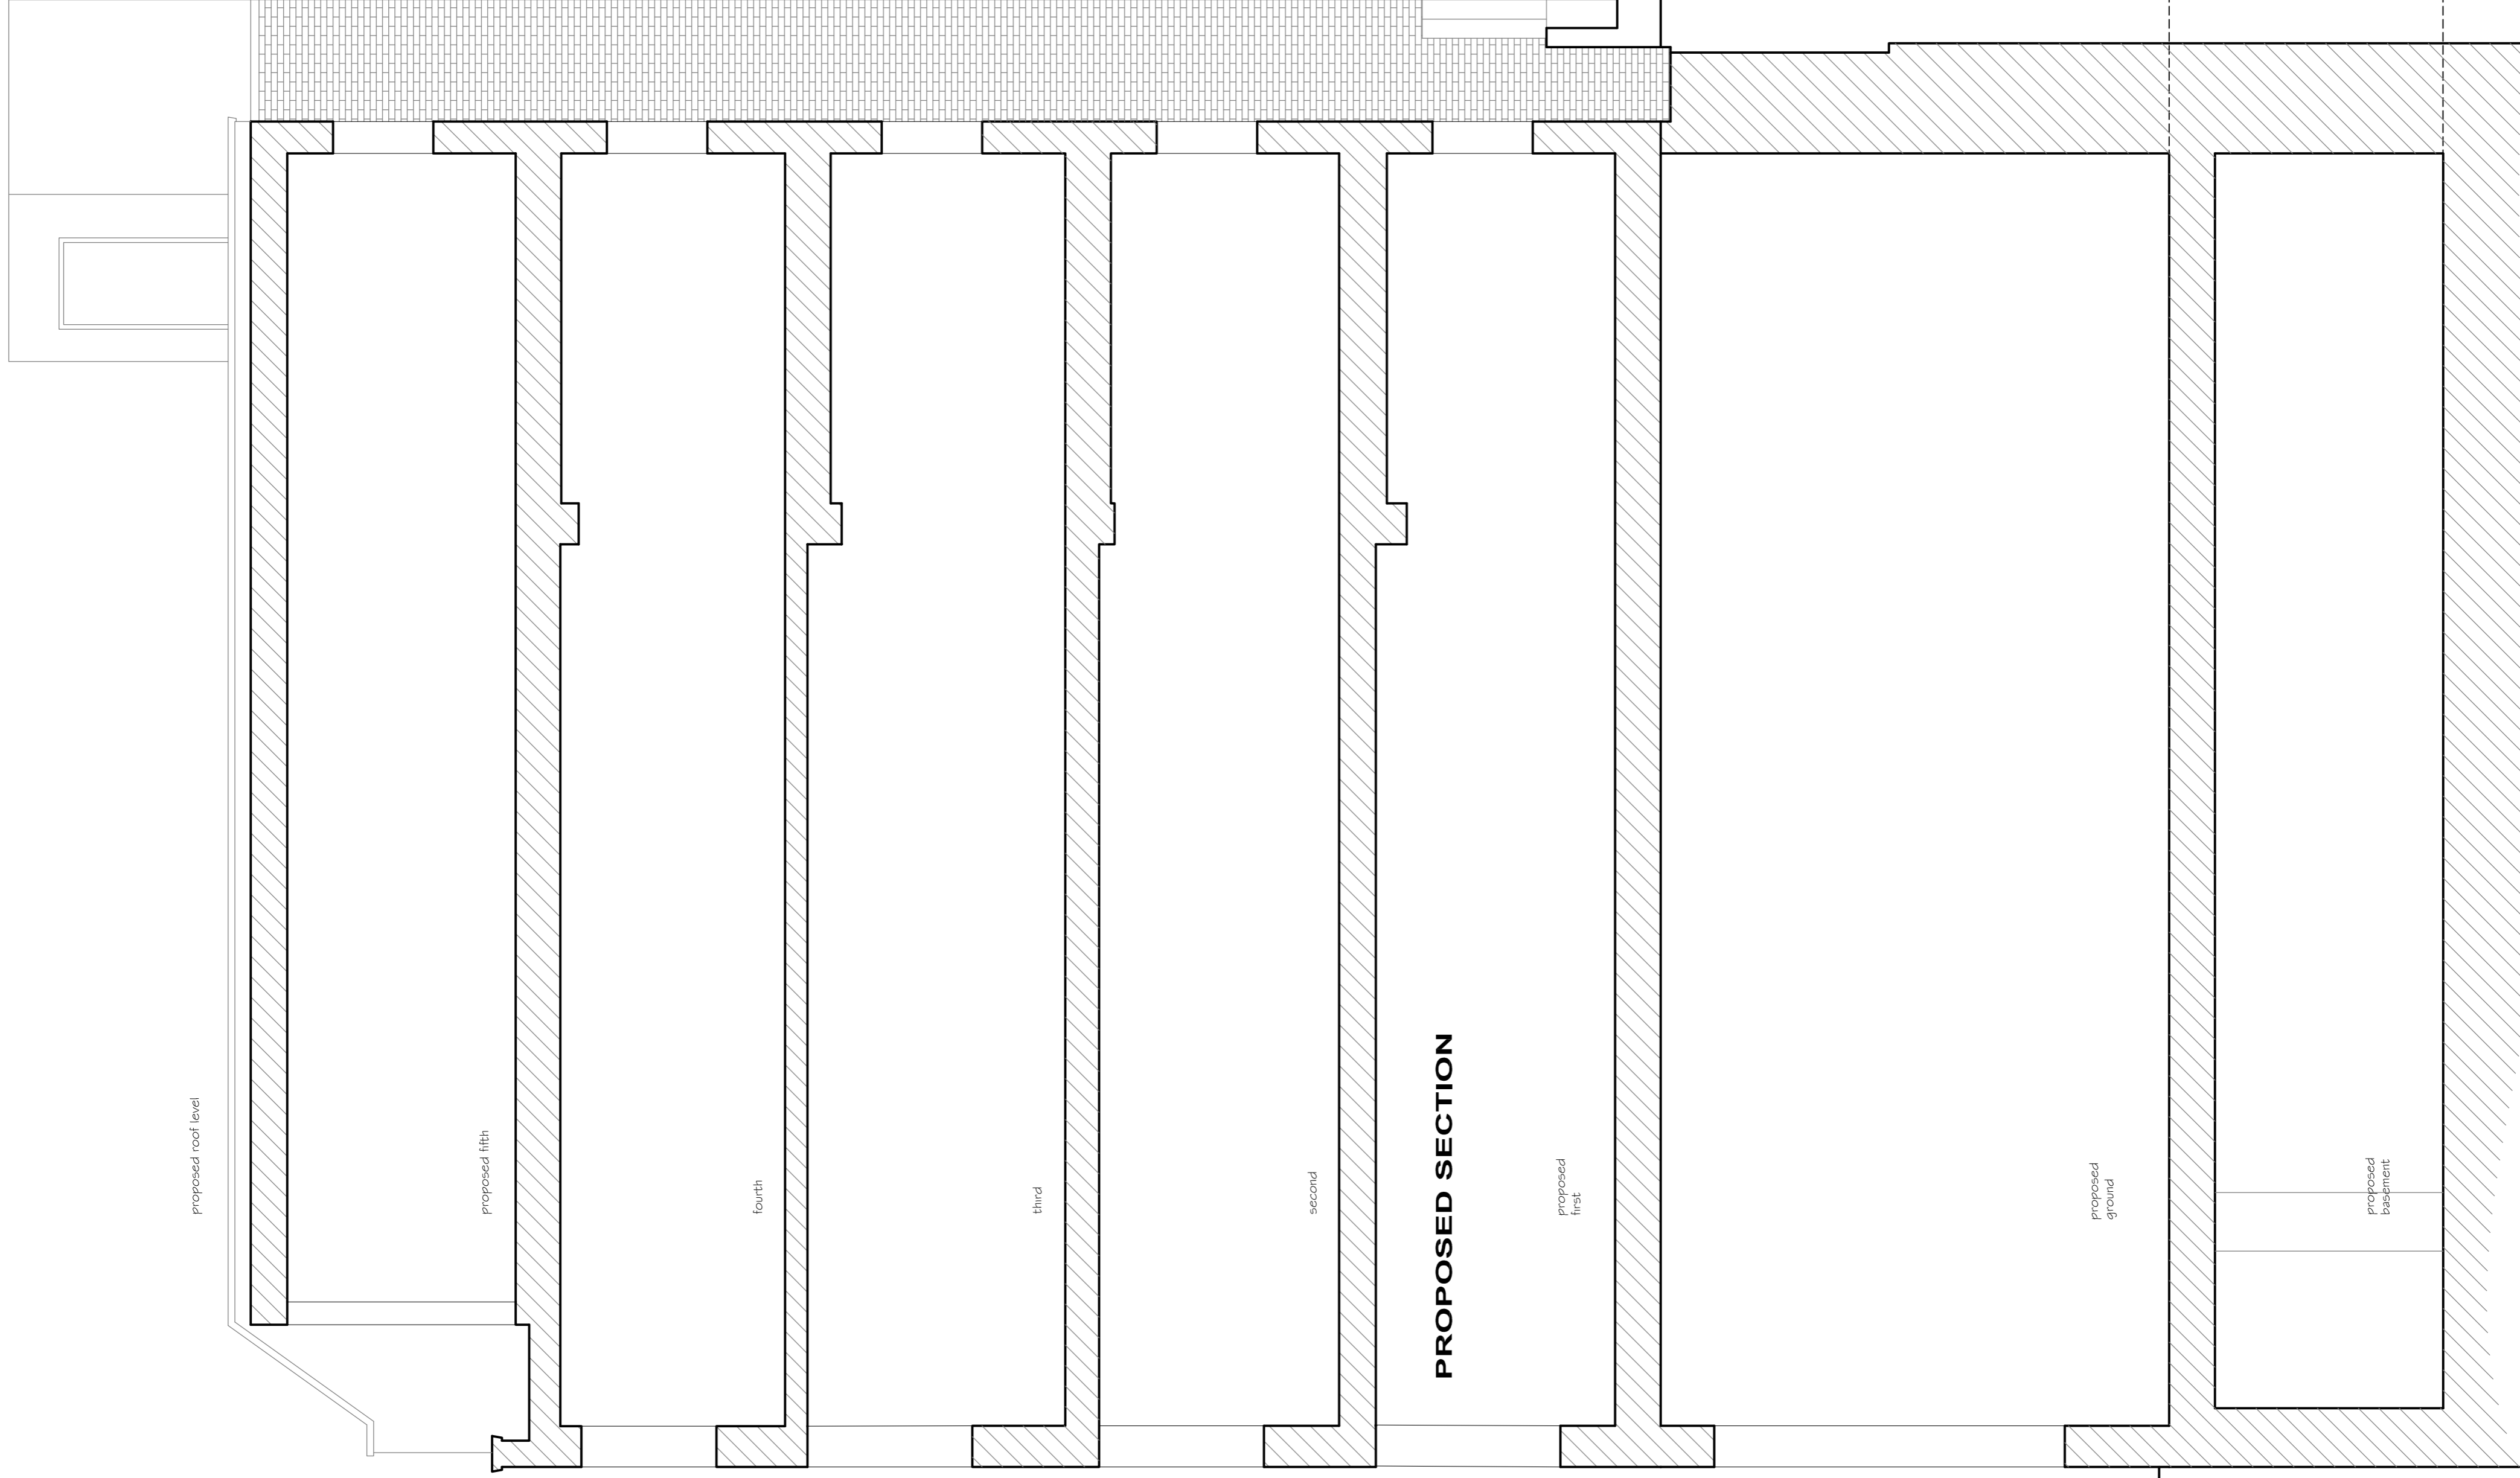 proposed roof level
proposed fifth
fourth
third
second
PROPOSED SECTION
proposed
first
proposed
ground
proposed
basement